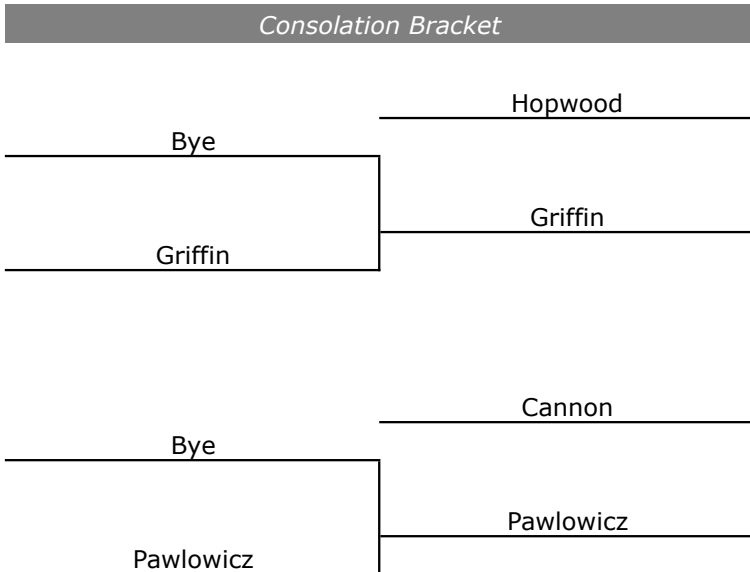 Consolation Bracket
Hopwood
Bye
Griffin
Griffin
Cannon
Bye
Pawlowicz
Pawlowicz